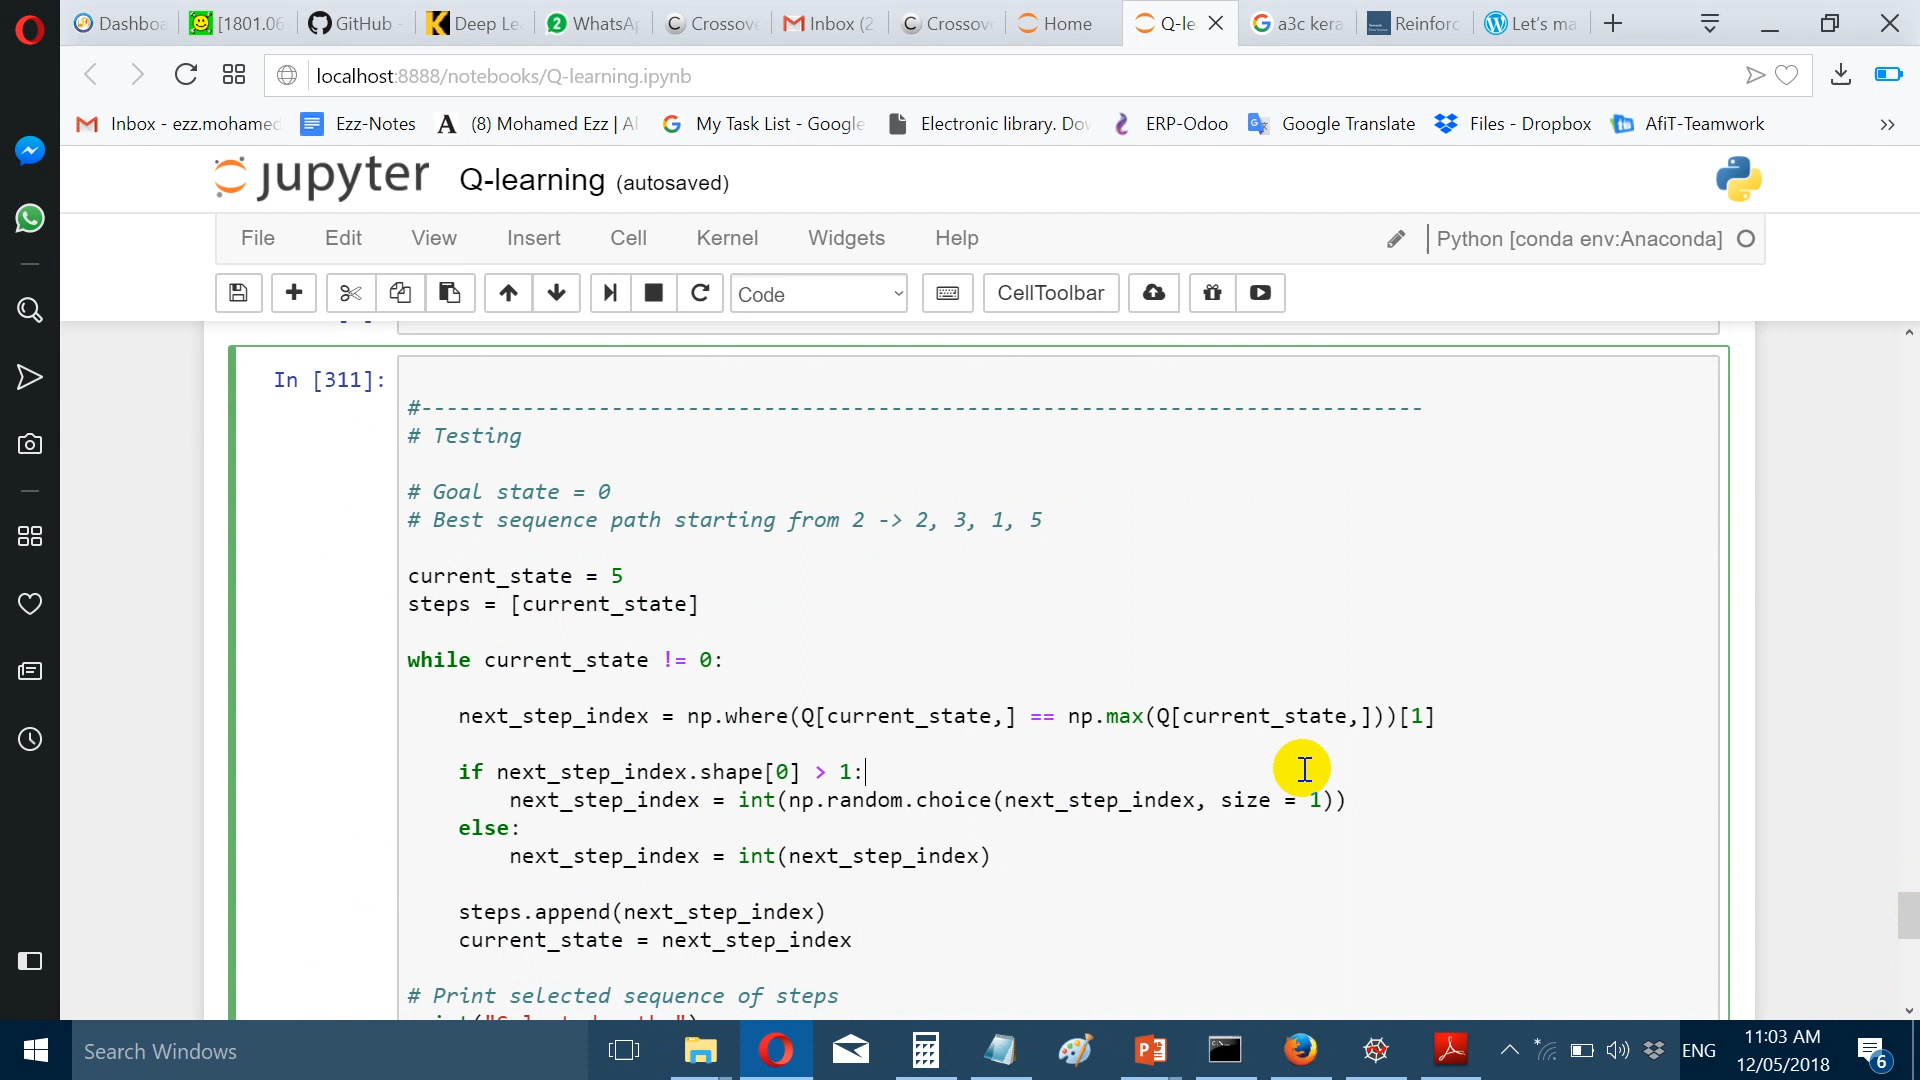 Dashboa
[1801.06
GitHub -
Deep Le
WhatsAp
Crossove
Inbox (2
Crossove
Home
Q-le
a3c kera
Reinforc
Let's ma
localhost:8888/notebooks/Q-learning.ipynb
Inbox - ezz.mohamed
Ezz-Notes
(8) Mohamed Ezz | Al
My Task List - Google
Electronic library. Dov
ERP-Odoo
Google Translate
Files - Dropbox
AfiT-Teamwork
jupyter Q-learning (autosaved)
File Edit View Insert Cell Kernel Widgets Help
Python [conda env:Anaconda]
Code
CellToolbar
In [311]:
#-------------------------------------------------------------------------------
# Testing
# Goal state = 0
# Best sequence path starting from 2 -> 2, 3, 1, 5
current_state = 5
steps = [current_state]
while current_state != 0:
next_step_index = np.where(Q[current_state,] == np.max(Q[current_state,]))[1]
if next_step_index.shape[0] > 1:
next_step_index = int(np.random.choice(next_step_index, size = 1))
else:
next_step_index = int(next_step_index)
steps.append(next_step_index)
current_state = next_step_index
# Print selected sequence of steps
Search Windows
ENG
11:03 AM
12/05/2018
6